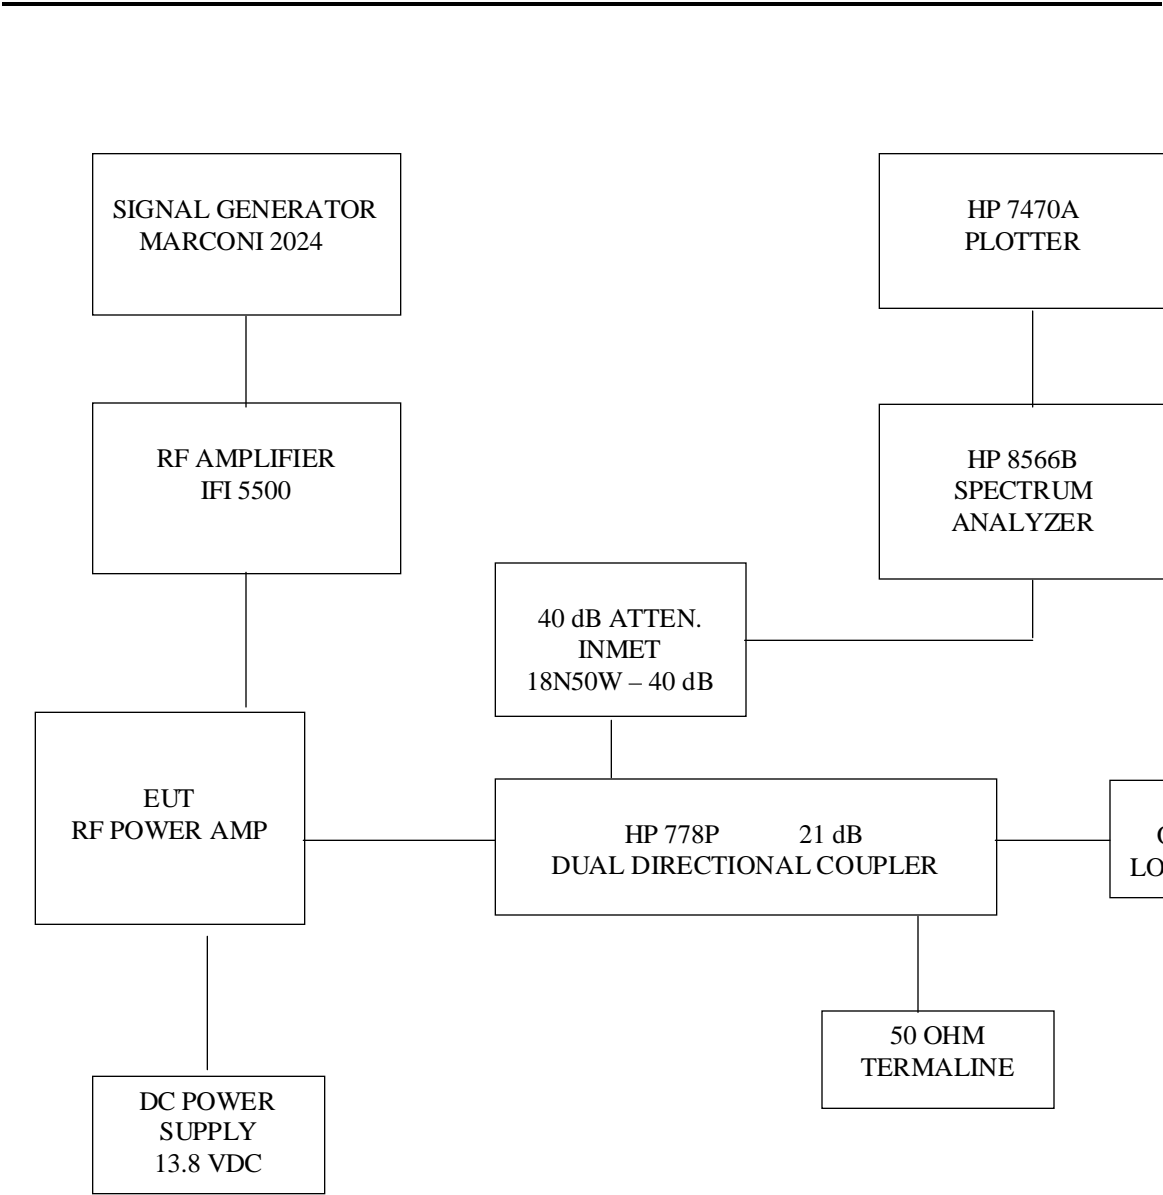 SIGNAL GENERATOR
MARCONI 2024
HP 7470A
PLOTTER
RF AMPLIFIER
IFI 5500
HP 8566B
SPECTRUM
ANALYZER
40 dB ATTEN.
INMET
18N50W – 40 dB
EUT
RF POWER AMP
HP 778P 21 dB
DUAL DIRECTIONAL COUPLER
50 OHM
TERMALINE
DC POWER
SUPPLY
13.8 VDC